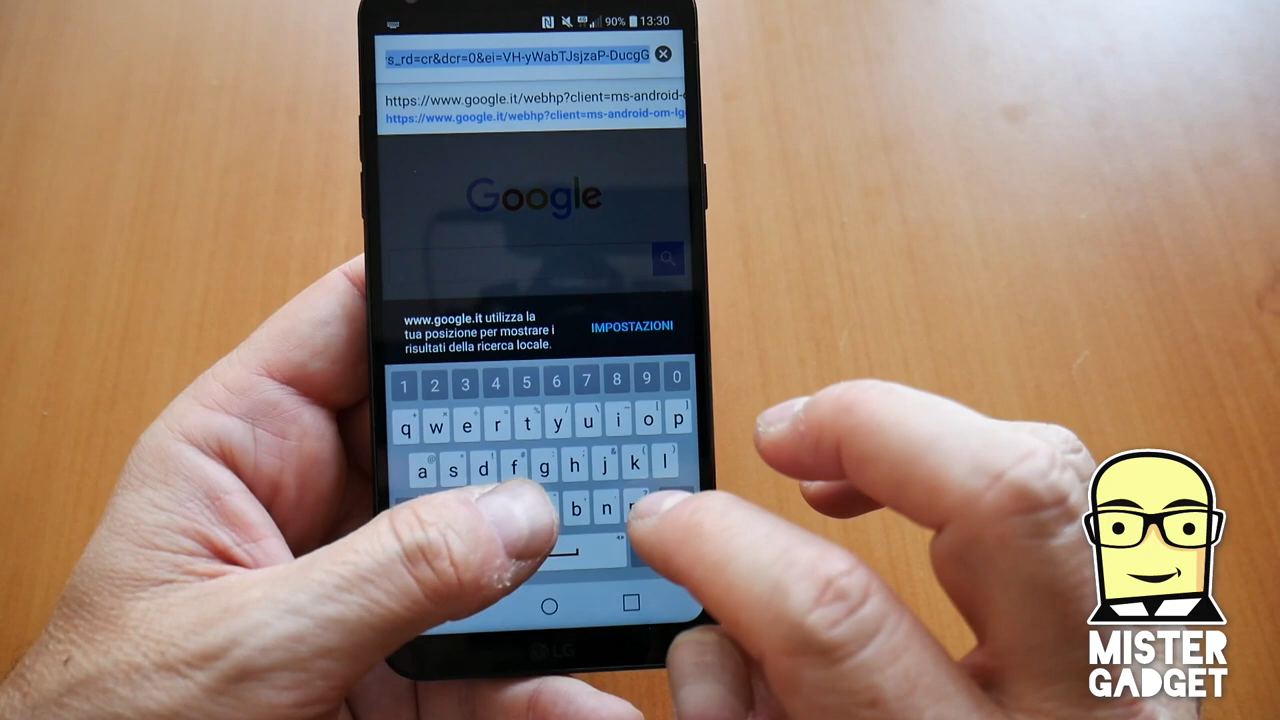 90% 13:30
s_rd=cr&dcr=0&ei=VH-yWabTJsjzaP-DucgG
https://www.google.it/webhp?client=ms-android-
https://www.google.it/webhp?client=ms-android-om-lg
Google
www.google.it utilizza la
tua posizione per mostrare i
risultati della ricerca locale.
IMPOSTAZIONI
1 2 3 4 5 6 7 8 9 0
q w e r t y u i o p
a s d f g h j k l
b n
LG
MISTER
GADGET